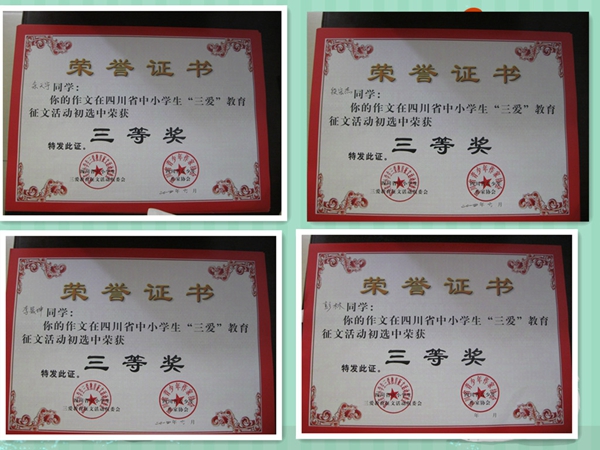 荣誉证书
同学：
你的作文在四川省中小学生“三爱”教育
征文活动初选中荣获
三等奖
特发此证。
荣誉证书
同学：
你的作文在四川省中小学生“三爱”教育
征文活动初选中荣获
三等奖
特发此证。
荣誉证书
同学：
你的作文在四川省中小学生“三爱”教育
征文活动初选中荣获
三等奖
特发此证。
荣誉证书
彭林同学：
你的作文在四川省中小学生“三爱”教育
征文活动初选中荣获
三等奖
特发此证。